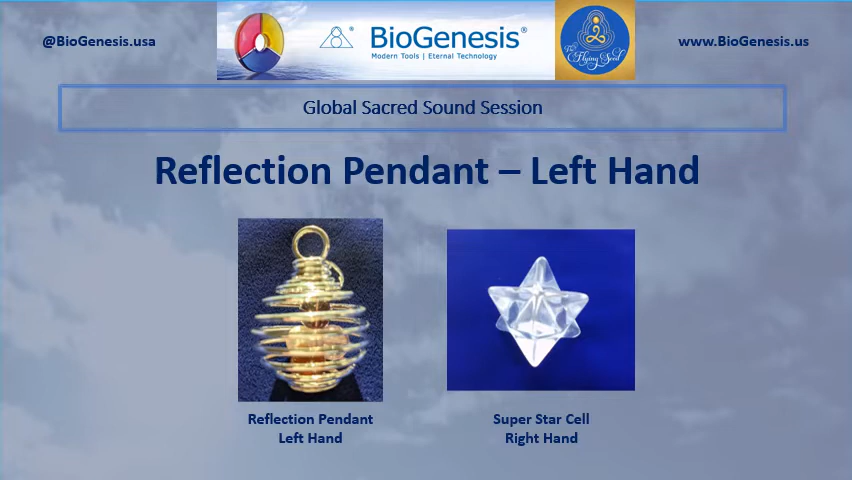 @BioGenesis.usa
BioGenesis®
Modern Tools | Eternal Technology
The Flying Seed
www.BioGenesis.us
Global Sacred Sound Session
Reflection Pendant – Left Hand
Reflection Pendant
Left Hand
Super Star Cell
Right Hand